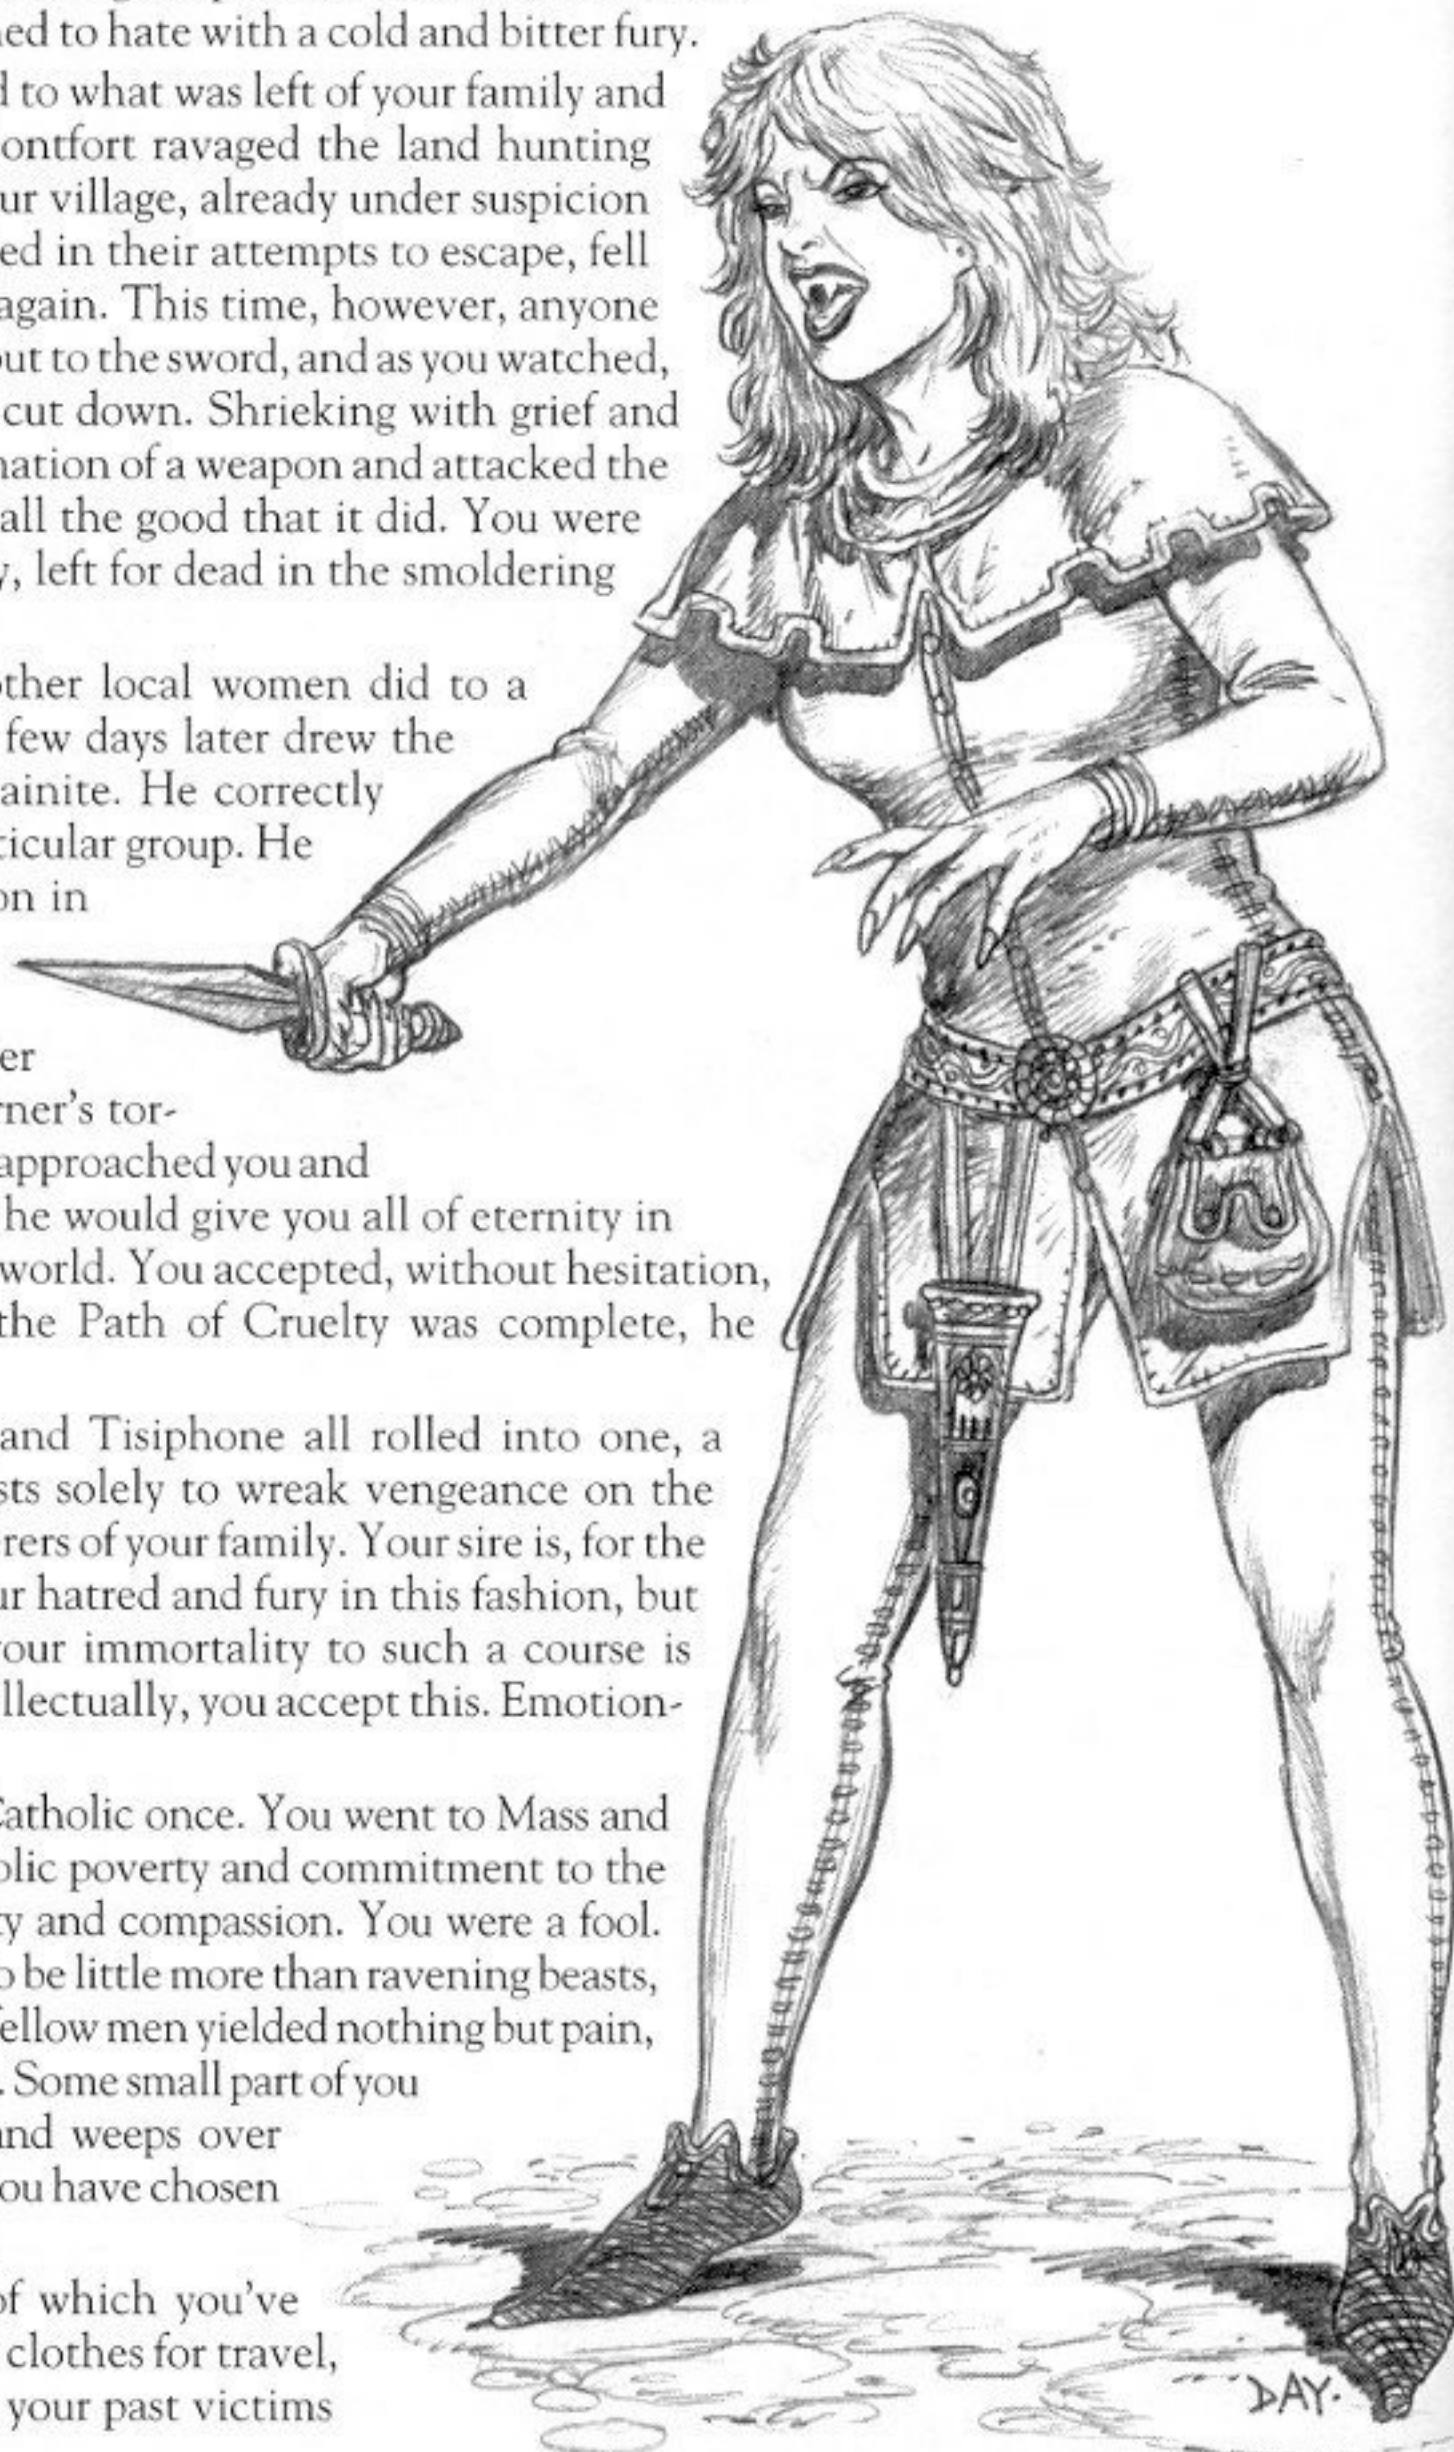 ned to hate with a cold and bitter fury.
d to what was left of your family and
ontfort ravaged the land hunting
ur village, already under suspicion
ed in their attempts to escape, fell
again. This time, however, anyone
out to the sword, and as you watched,
cut down. Shrieking with grief and
nation of a weapon and attacked the
all the good that it did. You were
y, left for dead in the smoldering
other local women did to a
few days later drew the
ainite. He correctly
ticular group. He
on in
er
rner's tor-
approached you and
he would give you all of eternity in
world. You accepted, without hesitation,
the Path of Cruelty was complete, he
and Tisiphone all rolled into one, a
sts solely to wreak vengeance on the
rers of your family. Your sire is, for the
ur hatred and fury in this fashion, but
your immortality to such a course is
ellectually, you accept this. Emotion-
Catholic once. You went to Mass and
olic poverty and commitment to the
ty and compassion. You were a fool.
o be little more than ravening beasts,
fellow men yielded nothing but pain,
. Some small part of you
and weeps over
ou have chosen
of which you've
clothes for travel,
your past victims
DAY.